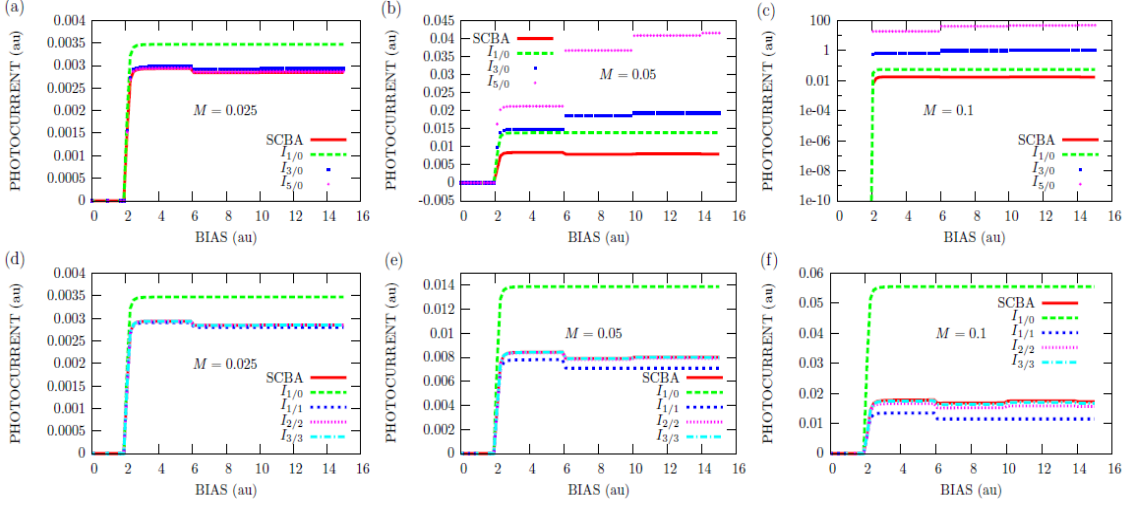 (a)
PHOTOCURRENT (au)
0.004
0.0035
0.003
0.0025
0.002
0.0015
0.001
0.0005
0
M = 0.025
SCBA
I1/0
I3/0
I5/0
0 2 4 6 8 10 12 14 16
BIAS (au)
(b)
PHOTOCURRENT (au)
0.045
0.04
0.035
0.03
0.025
0.02
0.015
0.01
0.005
0
-0.005
SCBA
I1/0
I3/0
I5/0
M = 0.05
0 2 4 6 8 10 12 14 16
BIAS (au)
(c)
PHOTOCURRENT (au)
100
1
0.01
1e-04
1e-06
1e-08
1e-10
M = 0.1
SCBA
I1/0
I3/0
I5/0
0 2 4 6 8 10 12 14 16
BIAS (au)
(d)
PHOTOCURRENT (au)
0.004
0.0035
0.003
0.0025
0.002
0.0015
0.001
0.0005
0
M = 0.025
SCBA
I1/0
I1/1
I2/2
I3/3
0 2 4 6 8 10 12 14 16
BIAS (au)
(e)
PHOTOCURRENT (au)
0.014
0.012
0.01
0.008
0.006
0.004
0.002
0
M = 0.05
SCBA
I1/0
I1/1
I2/2
I3/3
0 2 4 6 8 10 12 14 16
BIAS (au)
(f)
PHOTOCURRENT (au)
0.06
0.05
0.04
0.03
0.02
0.01
0
M = 0.1
SCBA
I1/0
I1/1
I2/2
I3/3
0 2 4 6 8 10 12 14 16
BIAS (au)